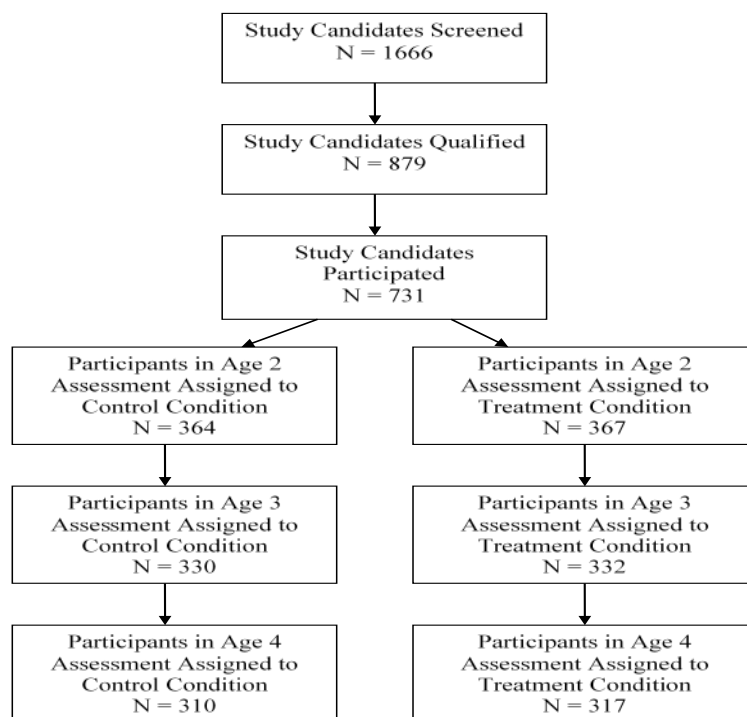 Study Candidates Screened
N = 1666
Study Candidates Qualified
N = 879
Study Candidates
Participated
N = 731
Participants in Age 2
Assessment Assigned to
Control Condition
N = 364
Participants in Age 2
Assessment Assigned to
Treatment Condition
N = 367
Participants in Age 3
Assessment Assigned to
Control Condition
N = 330
Participants in Age 3
Assessment Assigned to
Treatment Condition
N = 332
Participants in Age 4
Assessment Assigned to
Control Condition
N = 310
Participants in Age 4
Assessment Assigned to
Treatment Condition
N = 317